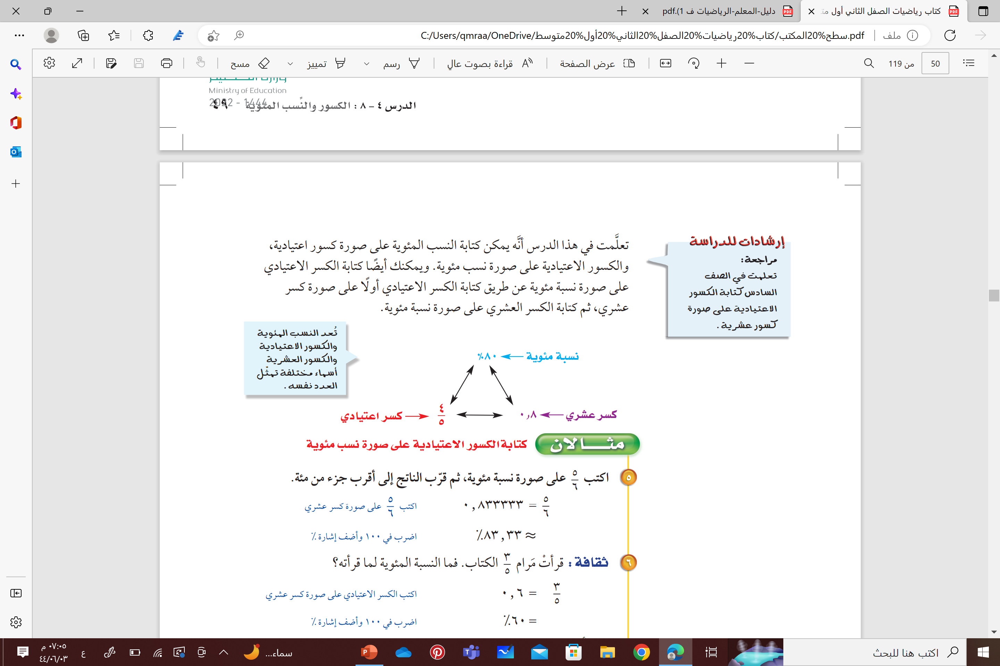 كتاب رياضيات الصفل الثاني أول مت
دليل-المعلم-الرياضيات ف 1).pdf
ملف
C:/Users/qmraa/OneDrive/سطح%20المكتب/كتاب%20رياضيات%20الصفل%20الثاني%20أول%20متوسط.pdf
50
من 119
عرض الصفحة
قراءة بصوت عالٍ
رسم
تمييز
مسح
Ministry of Education
2022 - 1444
الدرس ٤ – ٨ : الكسور والنِّسب المئوية ٤٩
إرشادات للدراسة
مراجعة:
تعلمت في الصف
السادس كتابة الكسور
الاعتيادية على صورة
كسور عشرية.
تعلَّمت في هذا الدرس أنَّه يمكن كتابة النسب المئوية على صورة كسور اعتيادية،
والكسور الاعتيادية على صورة نسب مئوية. ويمكنك أيضًا كتابة الكسر الاعتيادي
على صورة نسبة مئوية عن طريق كتابة الكسر الاعتيادي أولًا على صورة كسر
عشري، ثم كتابة الكسر العشري على صورة نسبة مئوية.
تُعد النسب المئوية
والكسور الاعتيادية
والكسور العشرية
أسماء مختلفة تمثّل
العدد نفسه.
نسبة مئوية ← ٨٠٪
كسر عشري ← ٠٫٨
٤/٥ ← كسر اعتيادي
مثـــالان كتابة الكسور الاعتيادية على صورة نسب مئوية
٥ اكتب ٥/٦ على صورة نسبة مئوية، ثم قرّب الناتج إلى أقرب جزء من مئة.
٥/٦ = ٠,٨٣٣٣٣٣ اكتب ٥/٦ على صورة كسر عشري
≈ ٨٣,٣٣٪ اضرب في ١٠٠ وأضف إشارة ٪
٦ ثقافة: قرأتْ مَرام ٣/٥ الكتاب. فما النسبة المئوية لما قرأته؟
٣/٥ = ٠,٦ اكتب الكسر الاعتيادي على صورة كسر عشري
= ٦٠٪ اضرب في ١٠٠ وأضف إشارة ٪
اكتب هنا للبحث
سماء...
ع
٠٧:٠٥ م
٤٤/٠٦/٠٣